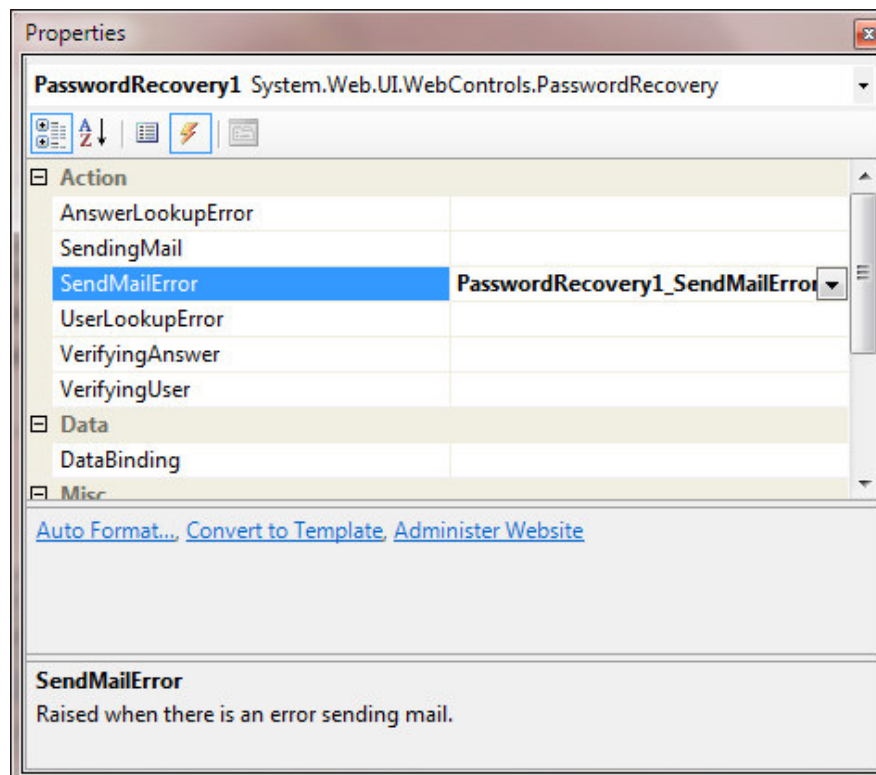 Properties
PasswordRecovery1 System.Web.UI.WebControls.PasswordRecovery
A
Z
Action
AnswerLookupError
SendingMail
SendMailError PasswordRecovery1_SendMailError
UserLookupError
VerifyingAnswer
VerifyingUser
Data
DataBinding
Misc
Auto Format..., Convert to Template, Administer Website
SendMailError
Raised when there is an error sending mail.